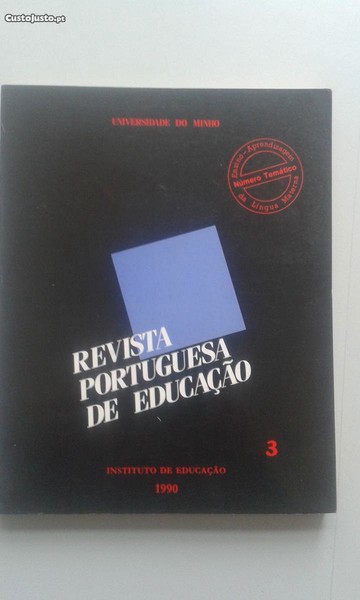 CustoJusto.pt
UNIVERSIDADE DO MINHO
Ensino-Aprendizagem
Número Temático
da Língua Materna
REVISTA
PORTUGUESA
DE EDUCAÇÃO
3
INSTITUTO DE EDUCAÇÃO
1990